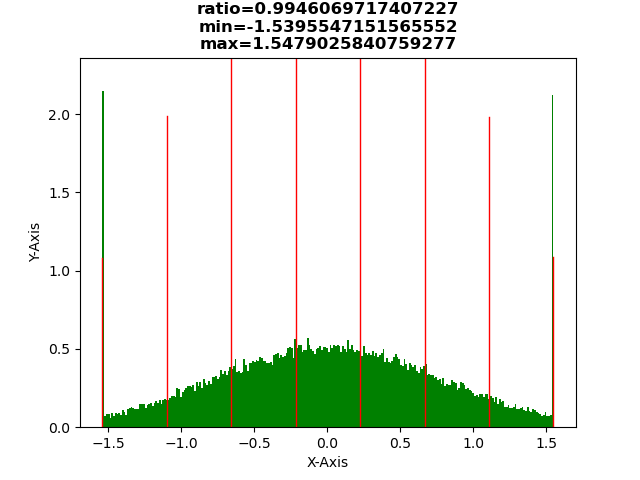 ratio=0.9946069717407227
min=-1.5395547151565552
max=1.5479025840759277
Y-Axis
2.0
1.5
1.0
0.5
0.0
−1.5 −1.0 −0.5 0.0 0.5 1.0 1.5
X-Axis